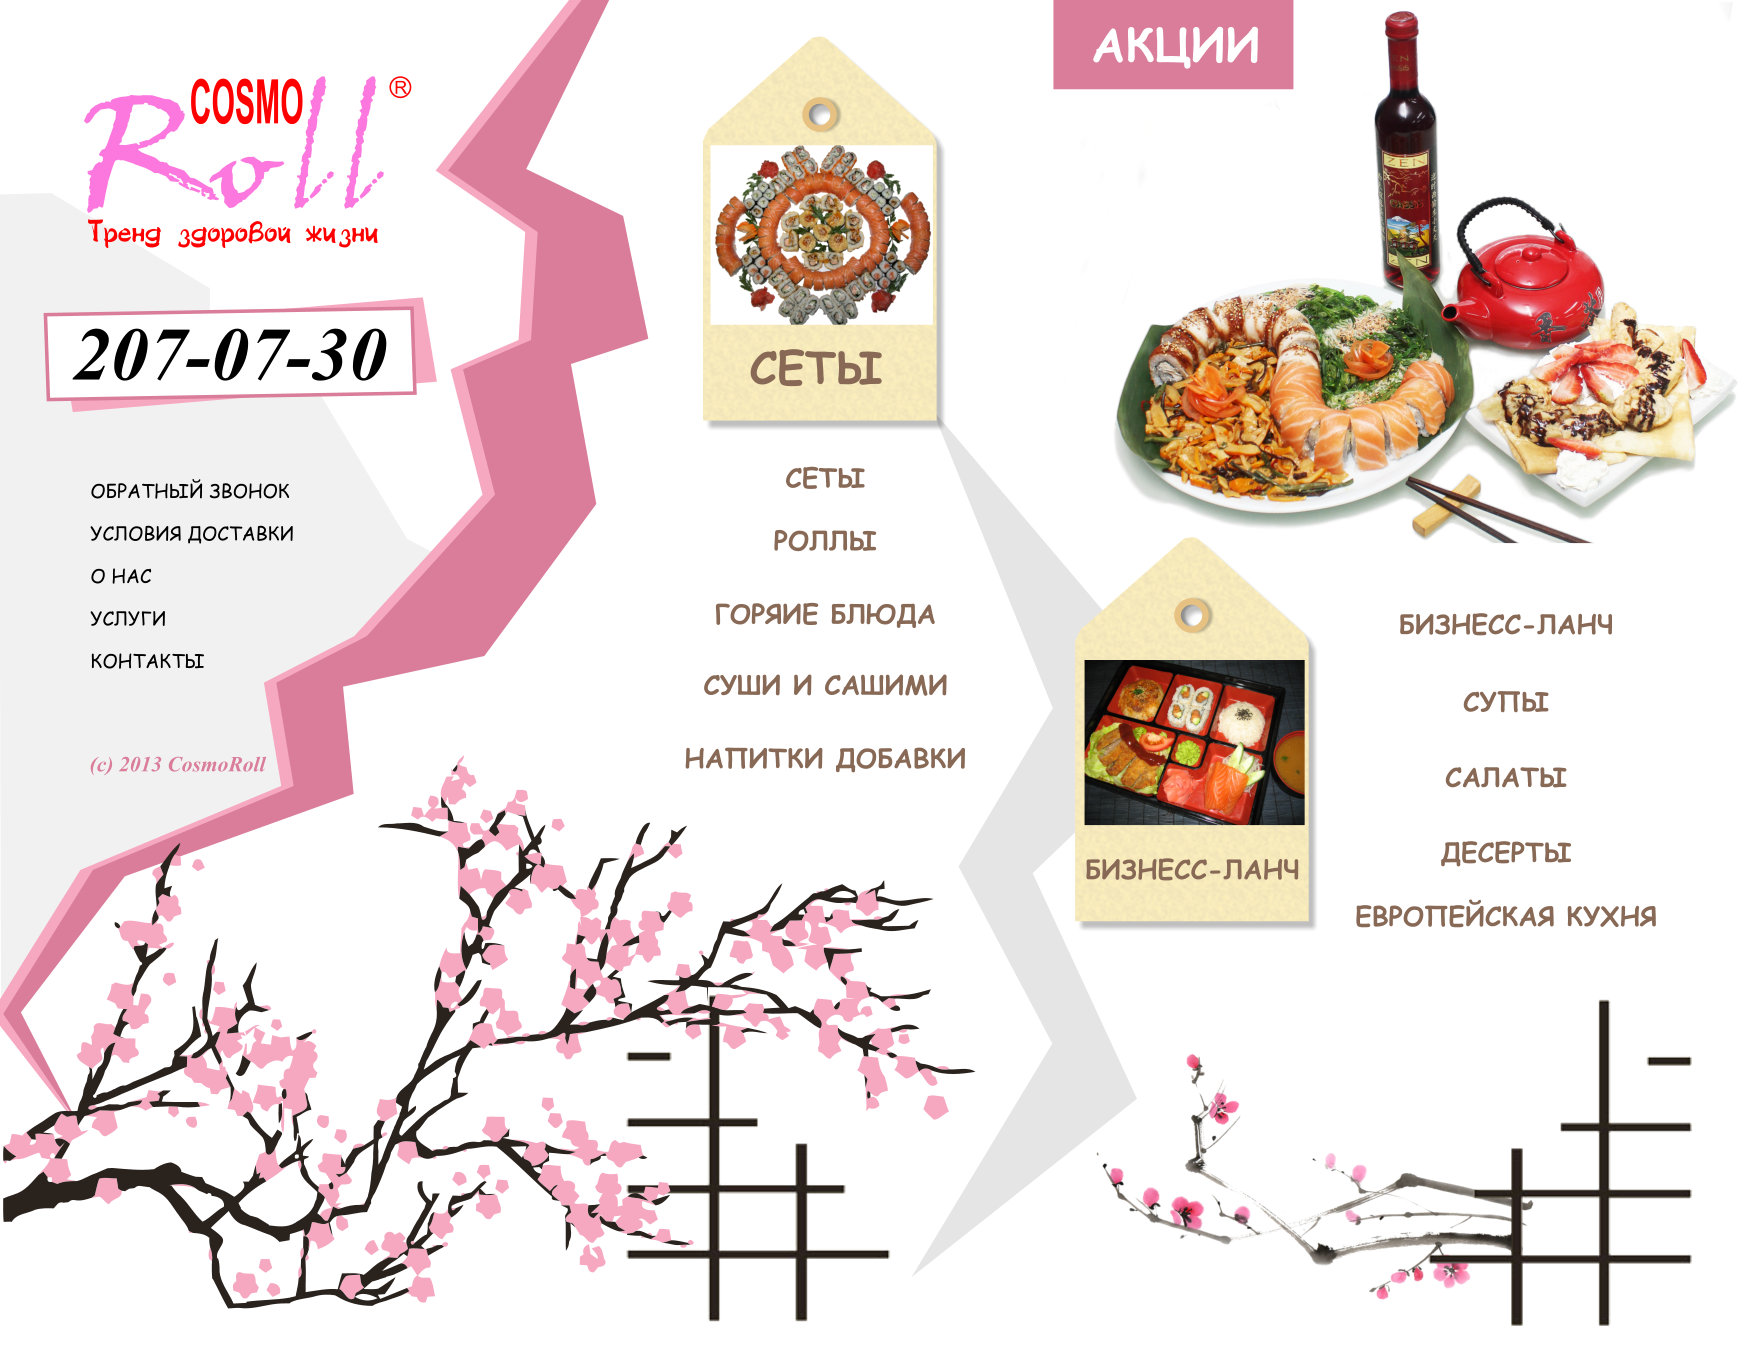 COSMO
Roll ®
Тренд здоровой жизни
207-07-30
ОБРАТНЫЙ ЗВОНОК
УСЛОВИЯ ДОСТАВКИ
О НАС
УСЛУГИ
КОНТАКТЫ
(c) 2013 CosmoRoll
СЕТЫ
СЕТЫ
РОЛЛЫ
ГОРЯИЕ БЛЮДА
СУШИ И САШИМИ
НАПИТКИ ДОБАВКИ
АКЦИИ
ZEN
БИЗНЕСС-ЛАНЧ
БИЗНЕСС-ЛАНЧ
СУПЫ
САЛАТЫ
ДЕСЕРТЫ
ЕВРОПЕЙСКАЯ КУХНЯ